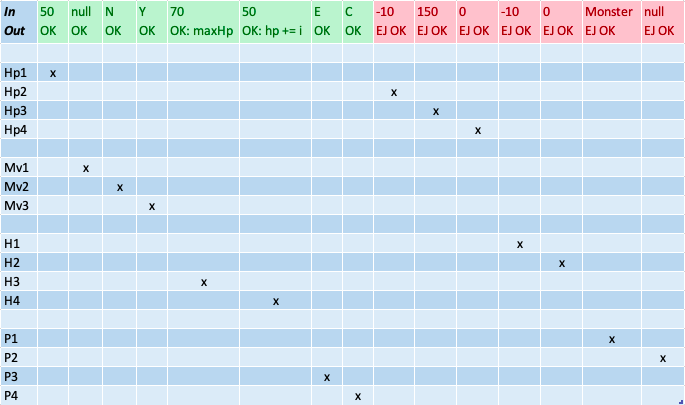 In 50 null N Y 70 50 E C -10 150 0 -10 0 Monster null
Out OK OK OK OK OK: maxHp OK: hp += i OK OK EJ OK EJ OK EJ OK EJ OK EJ OK EJ OK EJ OK
Hp1 x
Hp2 x
Hp3 x
Hp4 x
Mv1 x
Mv2 x
Mv3 x
H1 x
H2 x
H3 x
H4 x
P1 x
P2 x
P3 x
P4 x